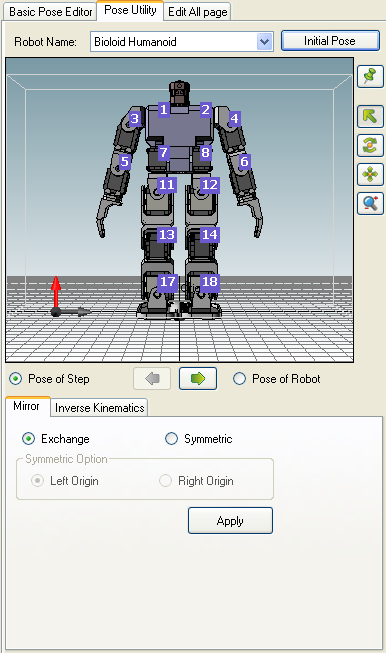 Basic Pose Editor Pose Utility Edit All page
Robot Name: Bioloid Humanoid Initial Pose
1 2
3 4
7 8
5 6
11 12
13 14
17 18
Pose of Step Pose of Robot
Mirror Inverse Kinematics
Exchange Symmetric
Symmetric Option
Left Origin Right Origin
Apply